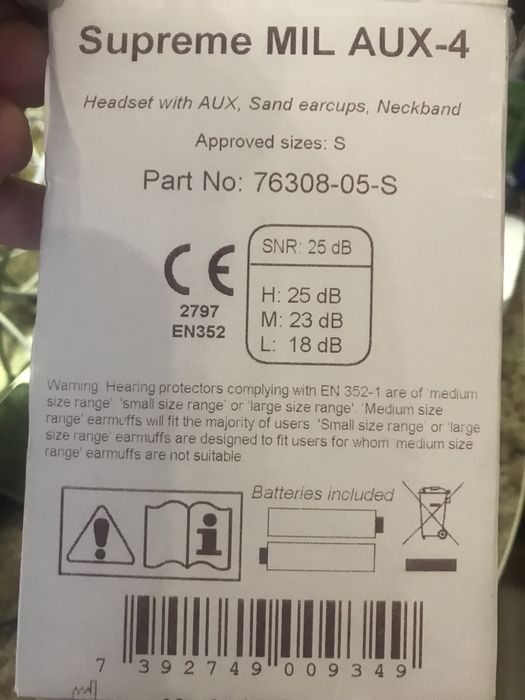 Supreme MIL AUX-4
Headset with AUX, Sand earcups, Neckband
Approved sizes: S
Part No: 76308-05-S
CE
2797
EN352
SNR: 25 dB
H: 25 dB
M: 23 dB
L: 18 dB
Warning. Hearing protectors complying with EN 352-1 are of 'medium
size range', 'small size range' or 'large size range'. 'Medium size
range' earmuffs will fit the majority of users. 'Small size range' or 'large
size range' earmuffs are designed to fit users for whom 'medium size
range' earmuffs are not suitable.
Batteries included
7 392749 009349